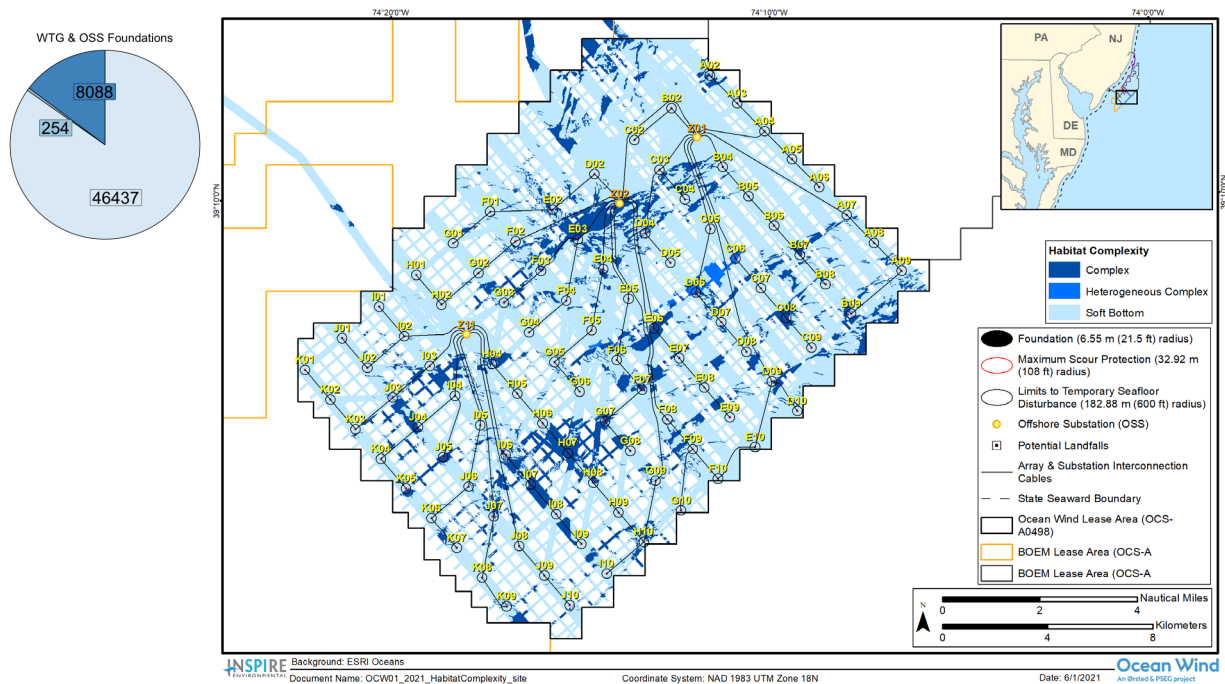 WTG & OSS Foundations
8088
254
46437
74°20'0"W
74°10'0"W
74°0'0"W
39°10'0"N
39°10'0"N
A02
B02
A03
C02
Z01
A04
A05
D02
C03
B04
A06
Z02
C04
B05
F01
E02
A07
D04
C05
B06
G01
F02
E03
A08
B07
C06
H01
G02
F03
E04
D05
A09
B08
C07
I01
H02
G03
F04
E05
D06
B09
C08
J01
I02
Z11
G04
F05
E06
D07
C09
K01
J02
I03
H04
G05
F06
E07
D08
K02
J03
I04
H05
G06
F07
E08
D09
D10
K03
J04
I05
H06
G07
F08
E09
K04
J05
I06
H07
G08
F09
E10
K05
J06
I07
H08
G09
F10
K06
J07
I08
H09
G10
K07
J08
I09
H10
K08
J09
I10
K09
J10
PA
NJ
DE
MD
Habitat Complexity
Complex
Heterogeneous Complex
Soft Bottom
Foundation (6.55 m (21.5 ft) radius)
Maximum Scour Protection (32.92 m
(108 ft) radius)
Limits to Temporary Seafloor
Disturbance (182.88 m (600 ft) radius)
Offshore Substation (OSS)
Potential Landfalls
Array & Substation Interconnection
Cables
State Seaward Boundary
Ocean Wind Lease Area (OCS-
A0498)
BOEM Lease Area (OCS-A
BOEM Lease Area (OCS-A
N
0 2 4 Nautical Miles
0 4 8 Kilometers
INSPIRE
ENVIRONMENTAL
Background: ESRI Oceans
Document Name: OCW01_2021_HabitatComplexity_site
Coordinate System: NAD 1983 UTM Zone 18N
Date: 6/1/2021
Ocean Wind
An Ørsted & PSEG project